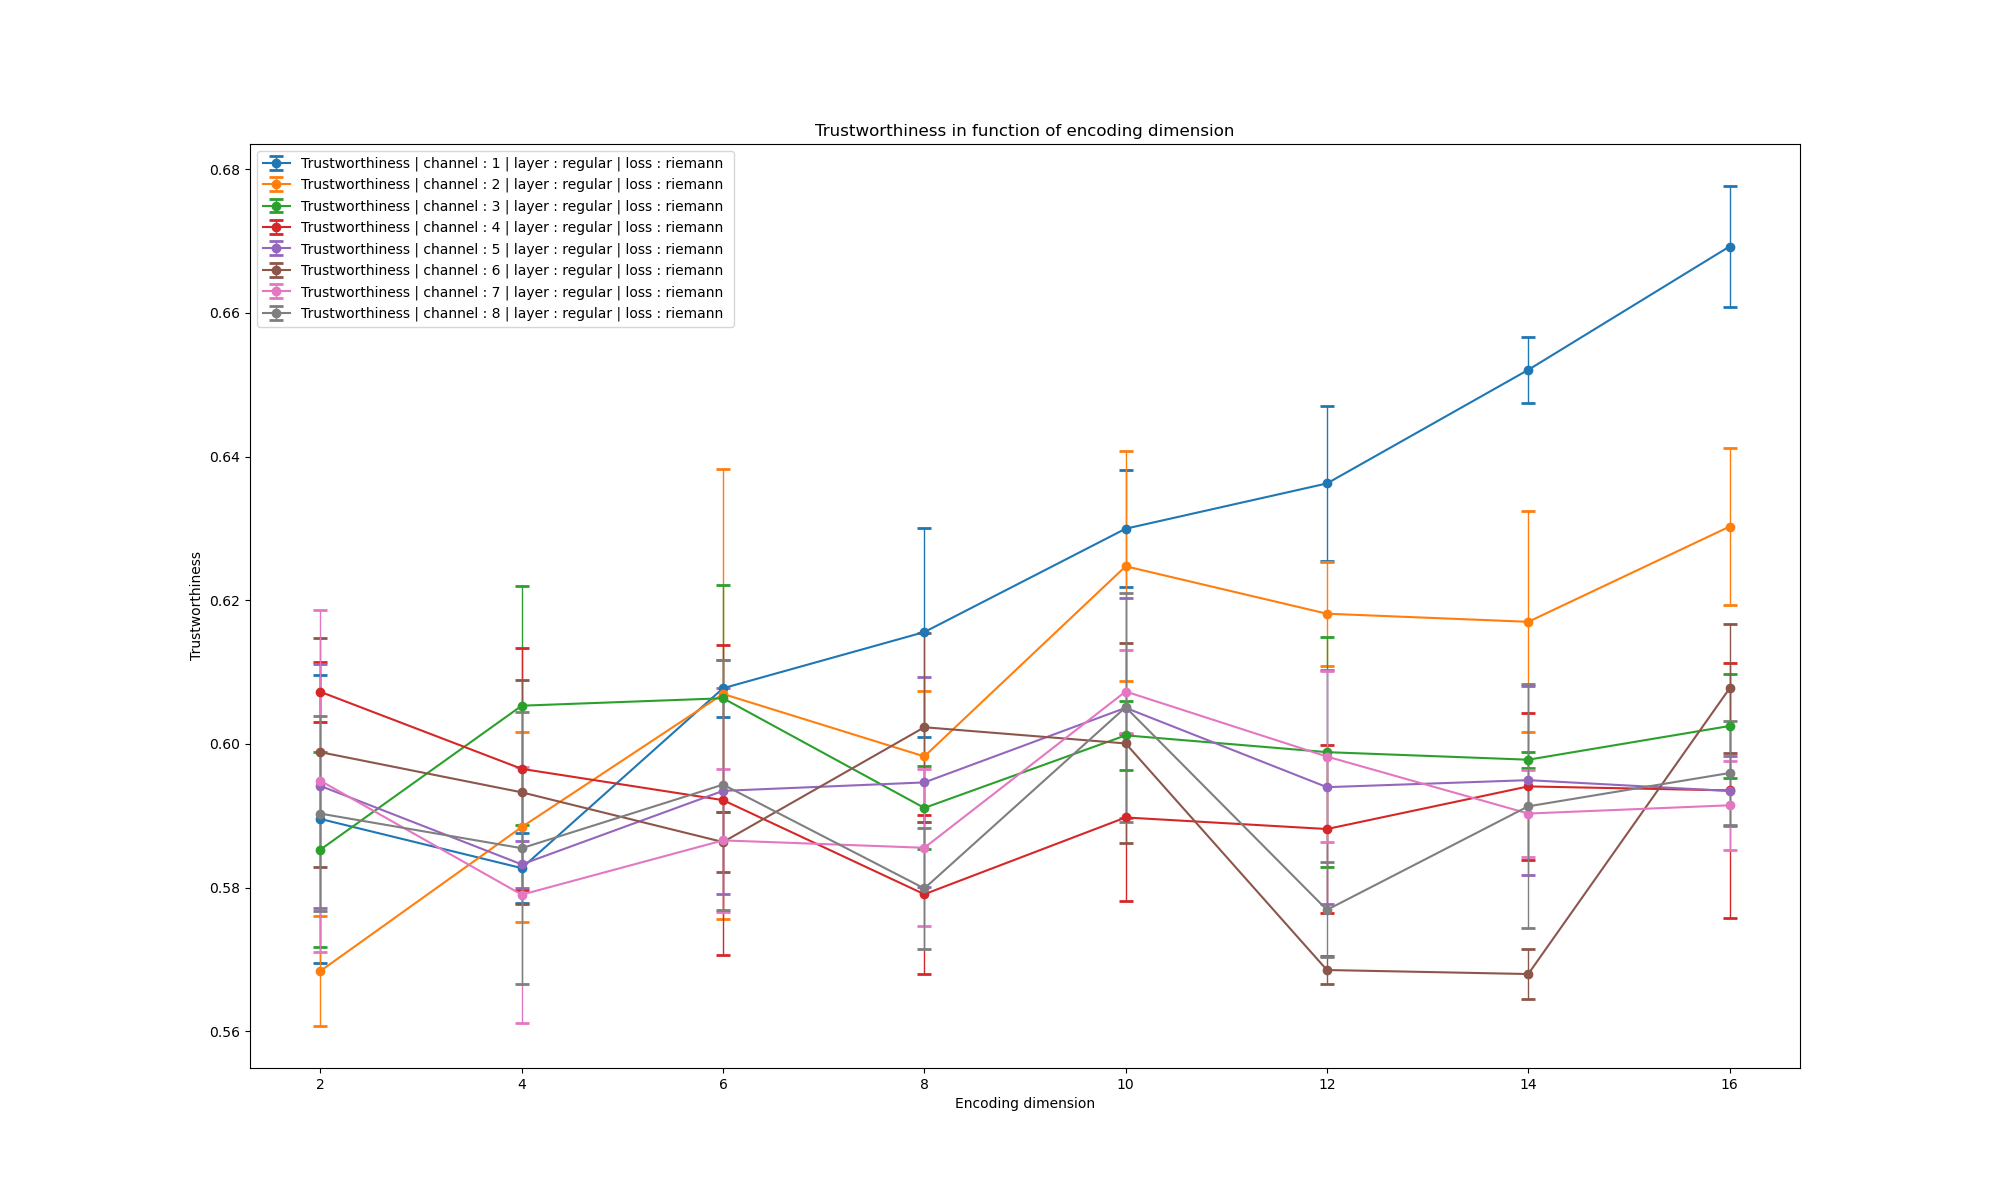 Trustworthiness in function of encoding dimension
Trustworthiness | channel : 1 | layer : regular | loss : riemann
Trustworthiness | channel : 2 | layer : regular | loss : riemann
Trustworthiness | channel : 3 | layer : regular | loss : riemann
Trustworthiness | channel : 4 | layer : regular | loss : riemann
Trustworthiness | channel : 5 | layer : regular | loss : riemann
Trustworthiness | channel : 6 | layer : regular | loss : riemann
Trustworthiness | channel : 7 | layer : regular | loss : riemann
Trustworthiness | channel : 8 | layer : regular | loss : riemann
0.68
0.66
0.64
0.62
0.60
0.58
0.56
Trustworthiness
2 4 6 8 10 12 14 16
Encoding dimension